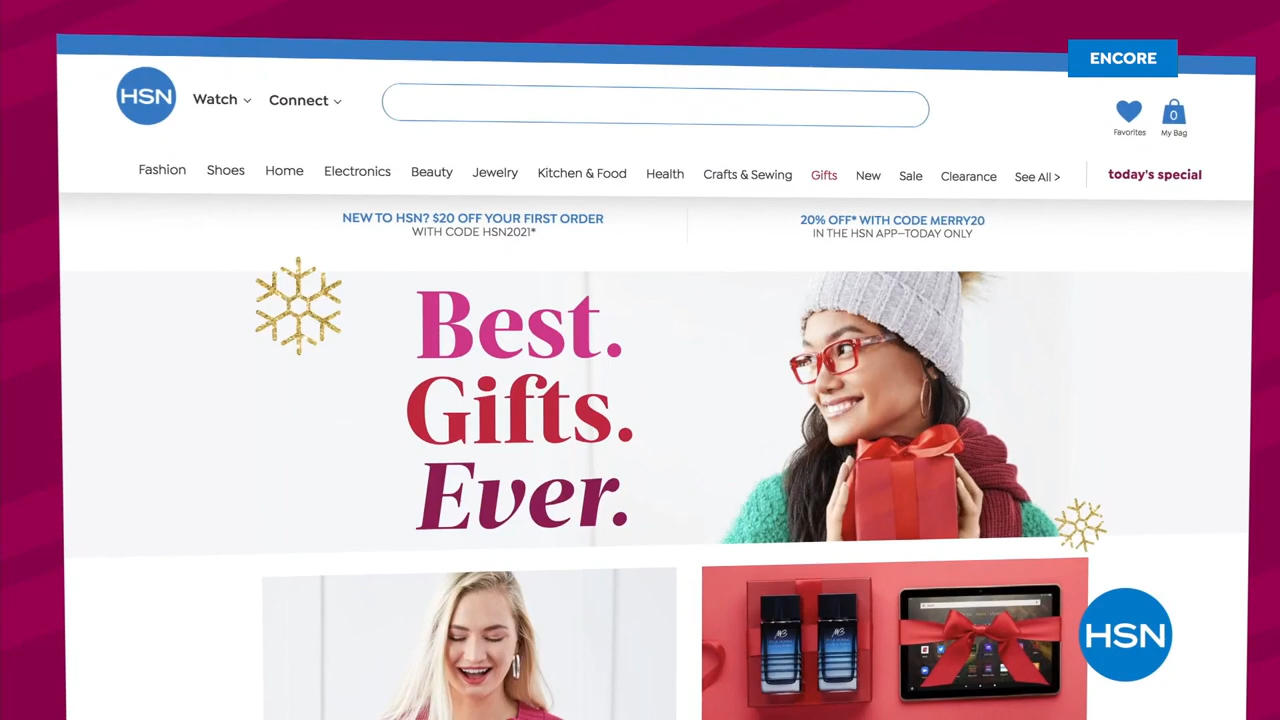 ENCORE
HSN
Watch
Connect
Favorites
0
My Bag
Fashion
Shoes
Home
Electronics
Beauty
Jewelry
Kitchen & Food
Health
Crafts & Sewing
Gifts
New
Sale
Clearance
See All >
today's special
NEW TO HSN? $20 OFF YOUR FIRST ORDER
WITH CODE HSN2021*
20% OFF* WITH CODE MERRY20
IN THE HSN APP—TODAY ONLY
Best.
Gifts.
Ever.
HSN